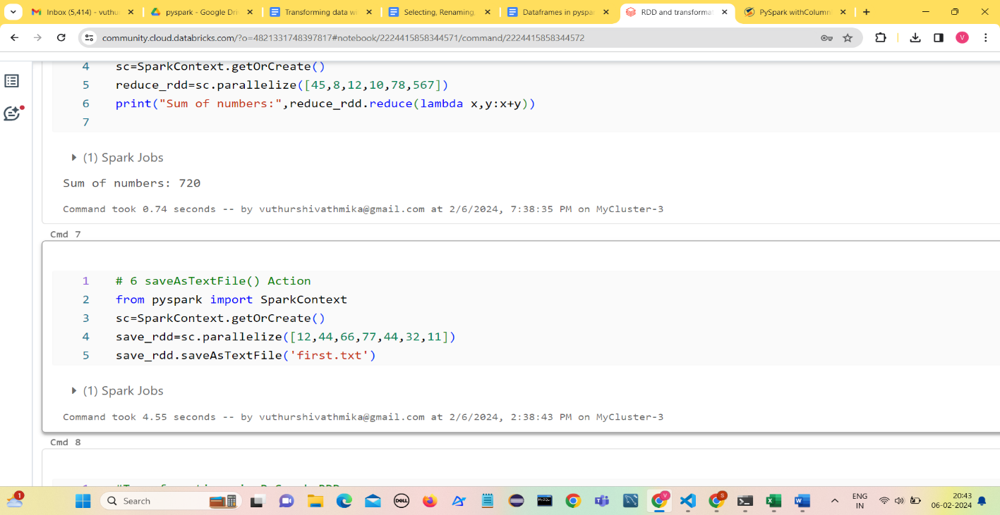 Inbox (5,414) - vuthu
pyspark - Google Dri
Transforming data wi
Selecting, Renaming,
Dataframes in pyspa
RDD and transformat
PySpark withColumn
community.cloud.databricks.com/?o=4821331748397817#notebook/2224415858344571/command/2224415858344572
V
4 sc=SparkContext.getOrCreate()
5 reduce_rdd=sc.parallelize([45,8,12,10,78,567])
6 print("Sum of numbers:",reduce_rdd.reduce(lambda x,y:x+y))
7
(1) Spark Jobs
Sum of numbers: 720
Command took 0.74 seconds -- by vuthurshivathmika@gmail.com at 2/6/2024, 7:38:35 PM on MyCluster-3
Cmd 7
1 # 6 saveAsTextFile() Action
2 from pyspark import SparkContext
3 sc=SparkContext.getOrCreate()
4 save_rdd=sc.parallelize([12,44,66,77,44,32,11])
5 save_rdd.saveAsTextFile('first.txt')
(1) Spark Jobs
Command took 4.55 seconds -- by vuthurshivathmika@gmail.com at 2/6/2024, 2:38:43 PM on MyCluster-3
Cmd 8
1
Search
DELL
V
S
ENG
IN
20:43
06-02-2024